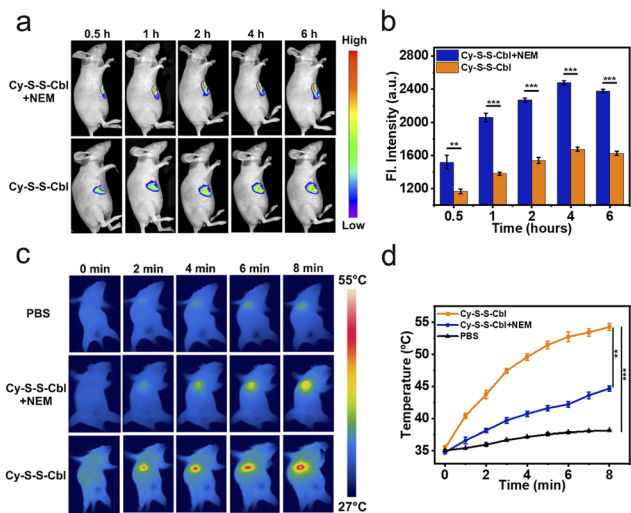 a
0.5 h 1 h 2 h 4 h 6 h
Cy-S-S-Cbl
+NEM
Cy-S-S-Cbl
High
Low
b
Fl. Intensity (a.u.)
2800
2400
2000
1600
1200
Cy-S-S-Cbl+NEM
Cy-S-S-Cbl
** *** *** *** ***
0.5 1 2 4 6
Time (hours)
c
0 min 2 min 4 min 6 min 8 min
PBS
Cy-S-S-Cbl
+NEM
Cy-S-S-Cbl
55°C
27°C
d
Temperature (ºC)
55
50
45
40
35
Cy-S-S-Cbl
Cy-S-S-Cbl+NEM
PBS
**
***
0 2 4 6 8
Time (min)